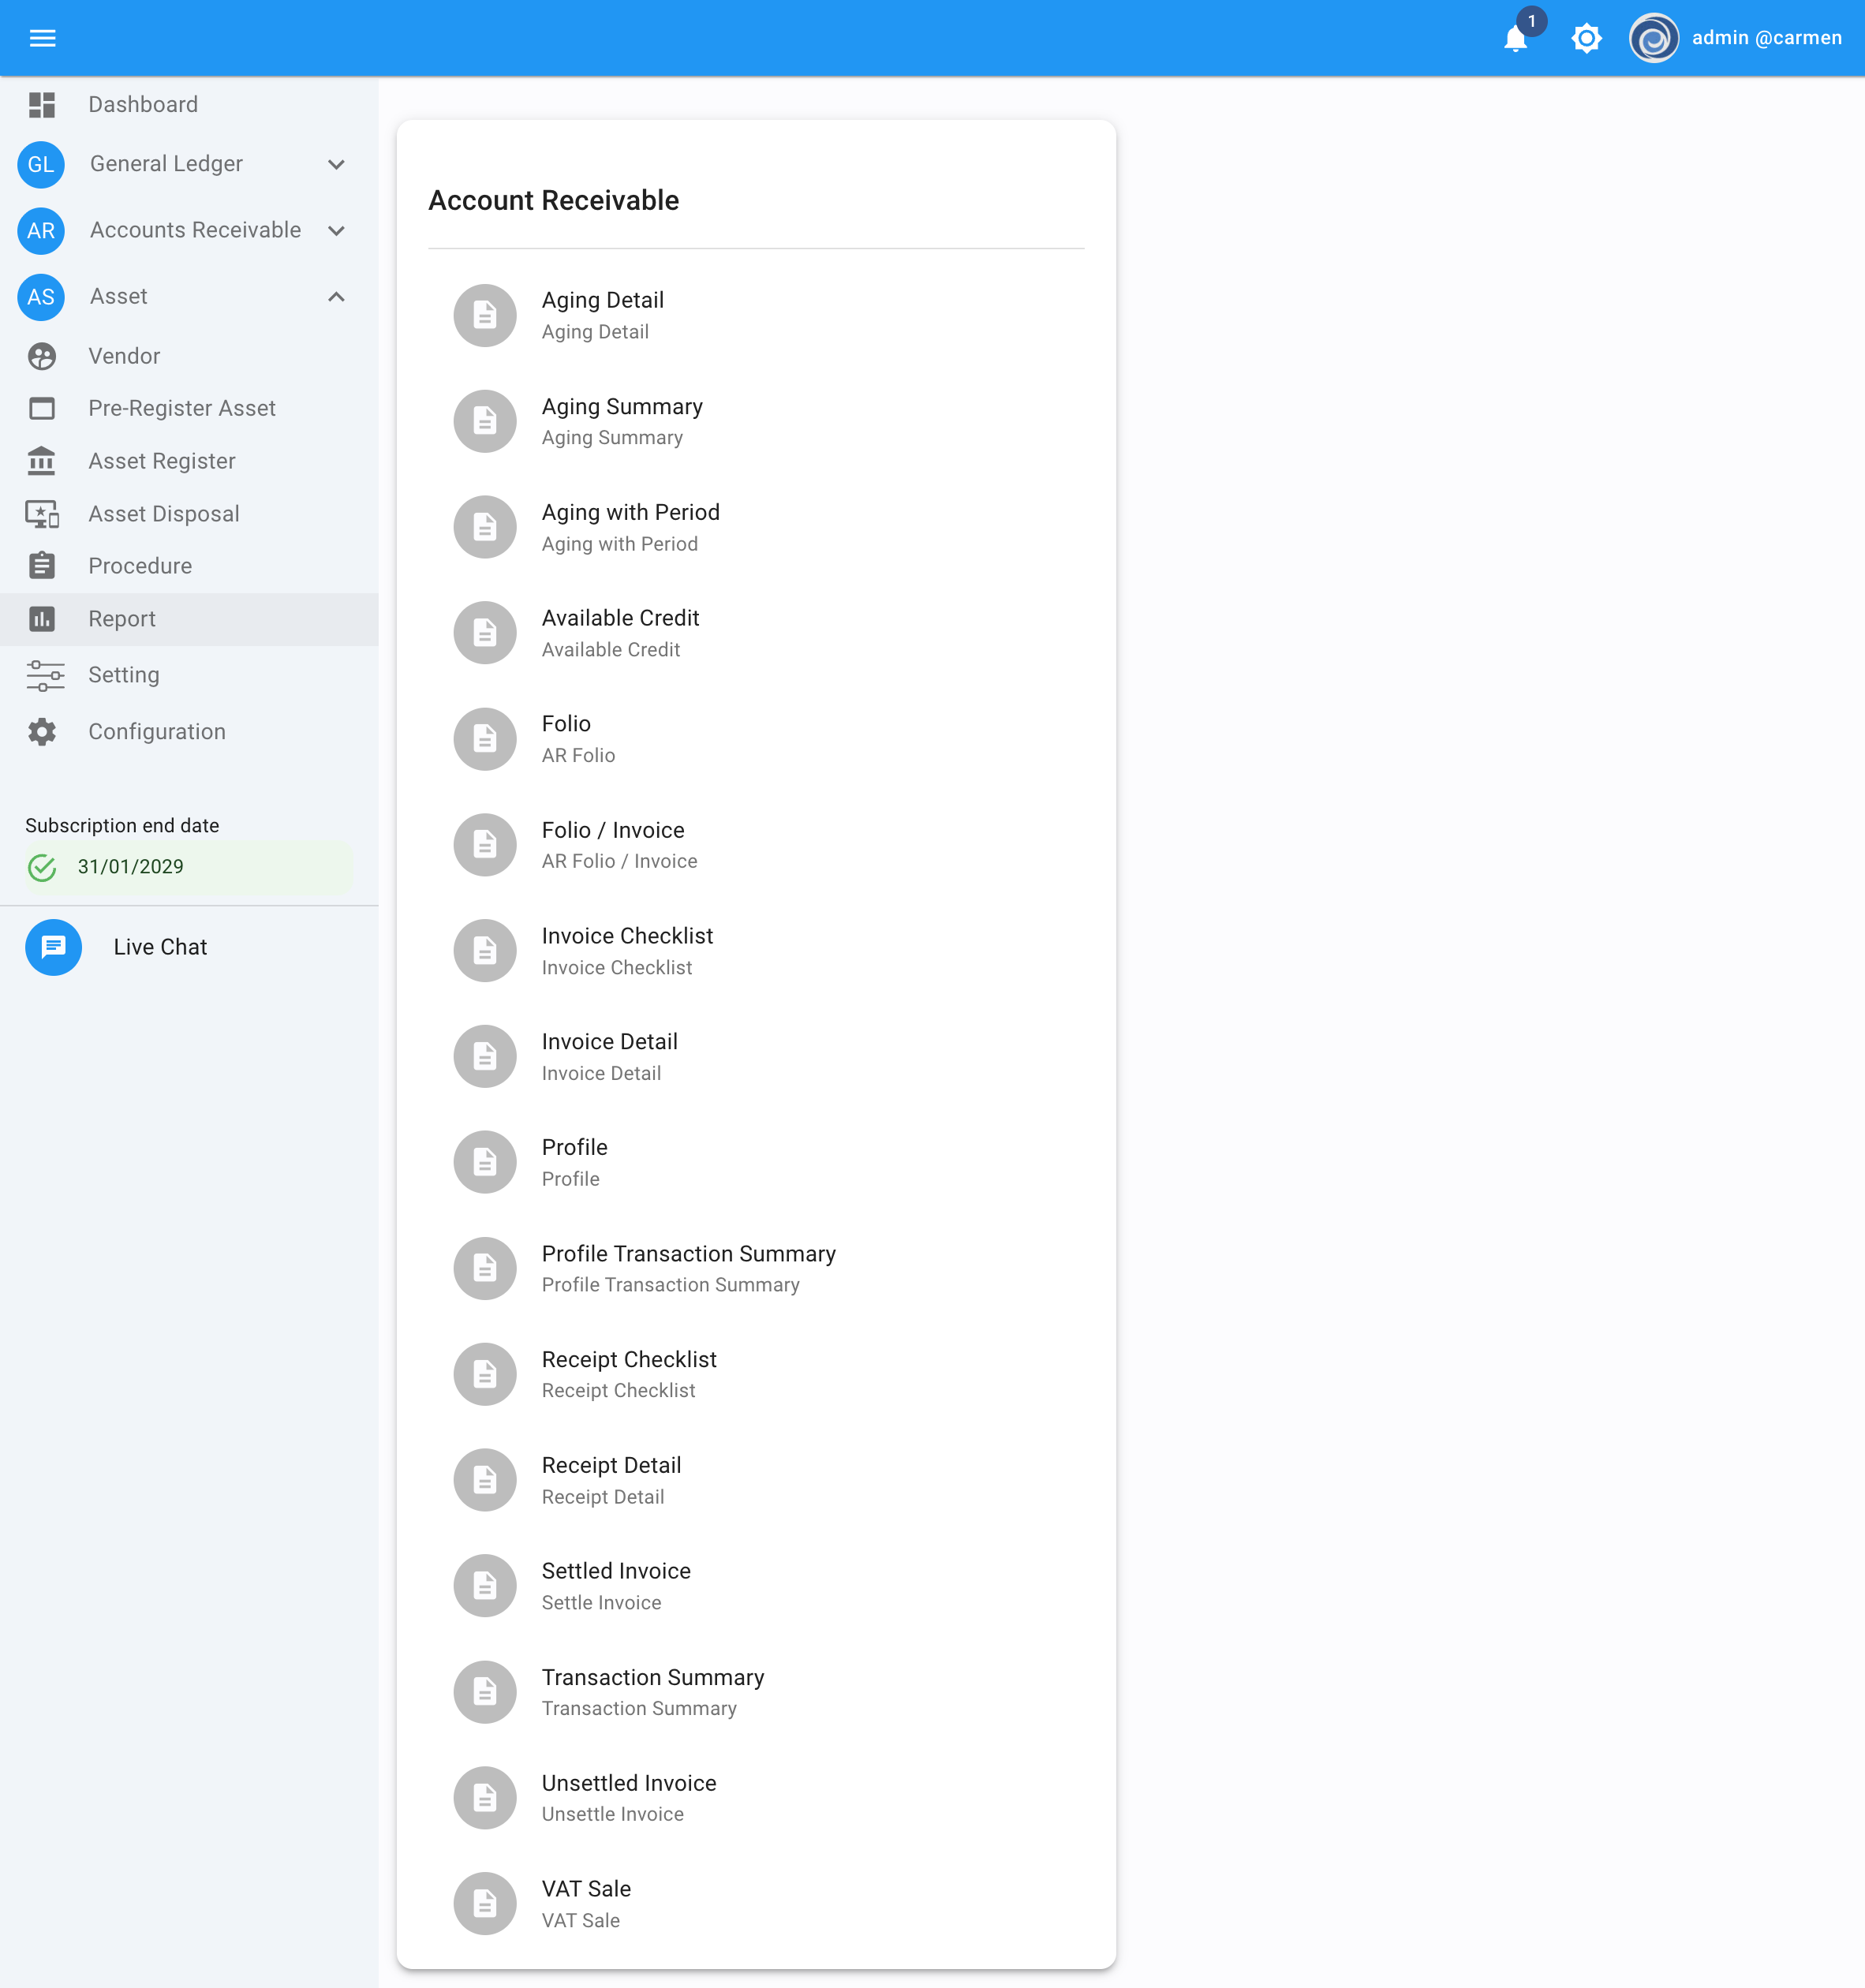 1
admin @carmen
Dashboard
GL General Ledger
AR Accounts Receivable
AS Asset
Vendor
Pre-Register Asset
Asset Register
Asset Disposal
Procedure
Report
Setting
Configuration
Subscription end date
31/01/2029
Live Chat
Account Receivable
Aging Detail
Aging Detail
Aging Summary
Aging Summary
Aging with Period
Aging with Period
Available Credit
Available Credit
Folio
AR Folio
Folio / Invoice
AR Folio / Invoice
Invoice Checklist
Invoice Checklist
Invoice Detail
Invoice Detail
Profile
Profile
Profile Transaction Summary
Profile Transaction Summary
Receipt Checklist
Receipt Checklist
Receipt Detail
Receipt Detail
Settled Invoice
Settle Invoice
Transaction Summary
Transaction Summary
Unsettled Invoice
Unsettle Invoice
VAT Sale
VAT Sale